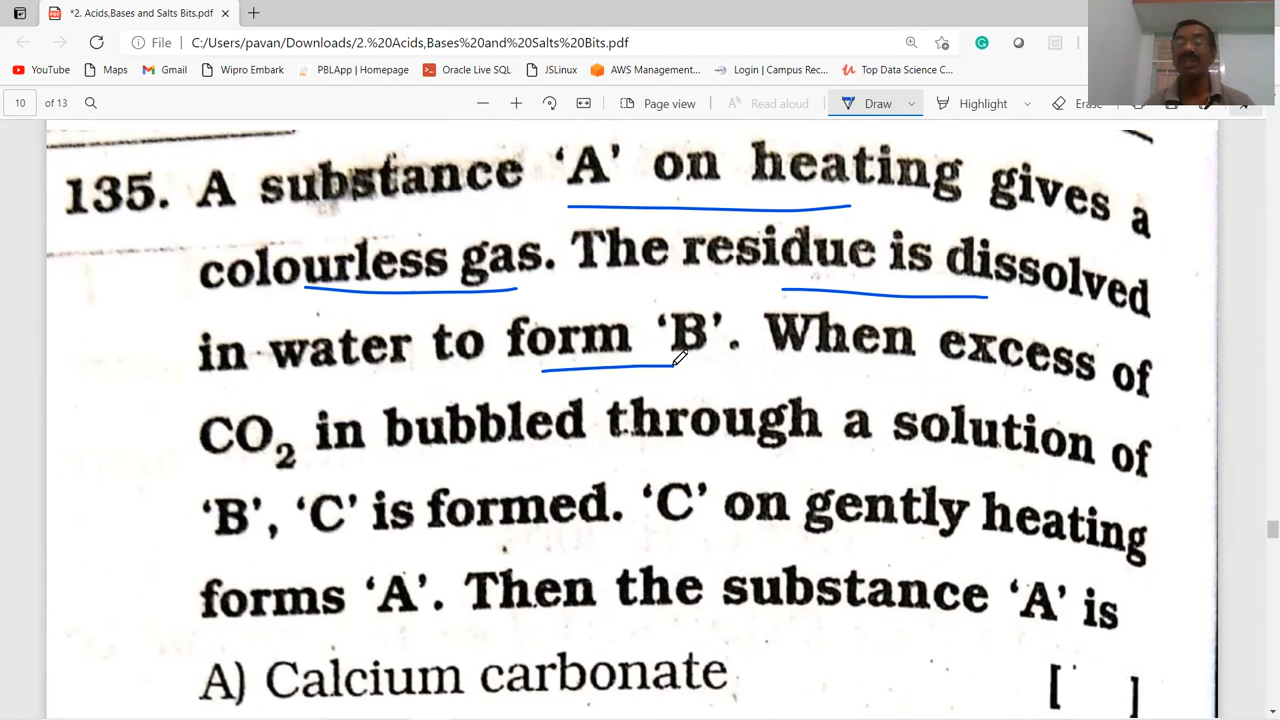 *2. Acids,Bases and Salts Bits.pdf
File C:/Users/pavan/Downloads/2.%20Acids,Bases%20and%20Salts%20Bits.pdf
YouTube Maps Gmail Wipro Embark PBLApp | Homepage Oracle Live SQL JSLinux AWS Management... Login | Campus Rec... Top Data Science C...
10 of 13 Page view Read aloud Draw Highlight Erase
135. A substance 'A' on heating gives a
colourless gas. The residue is dissolved
in water to form 'B'. When excess of
CO₂ in bubbled through a solution of
'B', 'C' is formed. 'C' on gently heating
forms 'A'. Then the substance 'A' is
A) Calcium carbonate [ ]